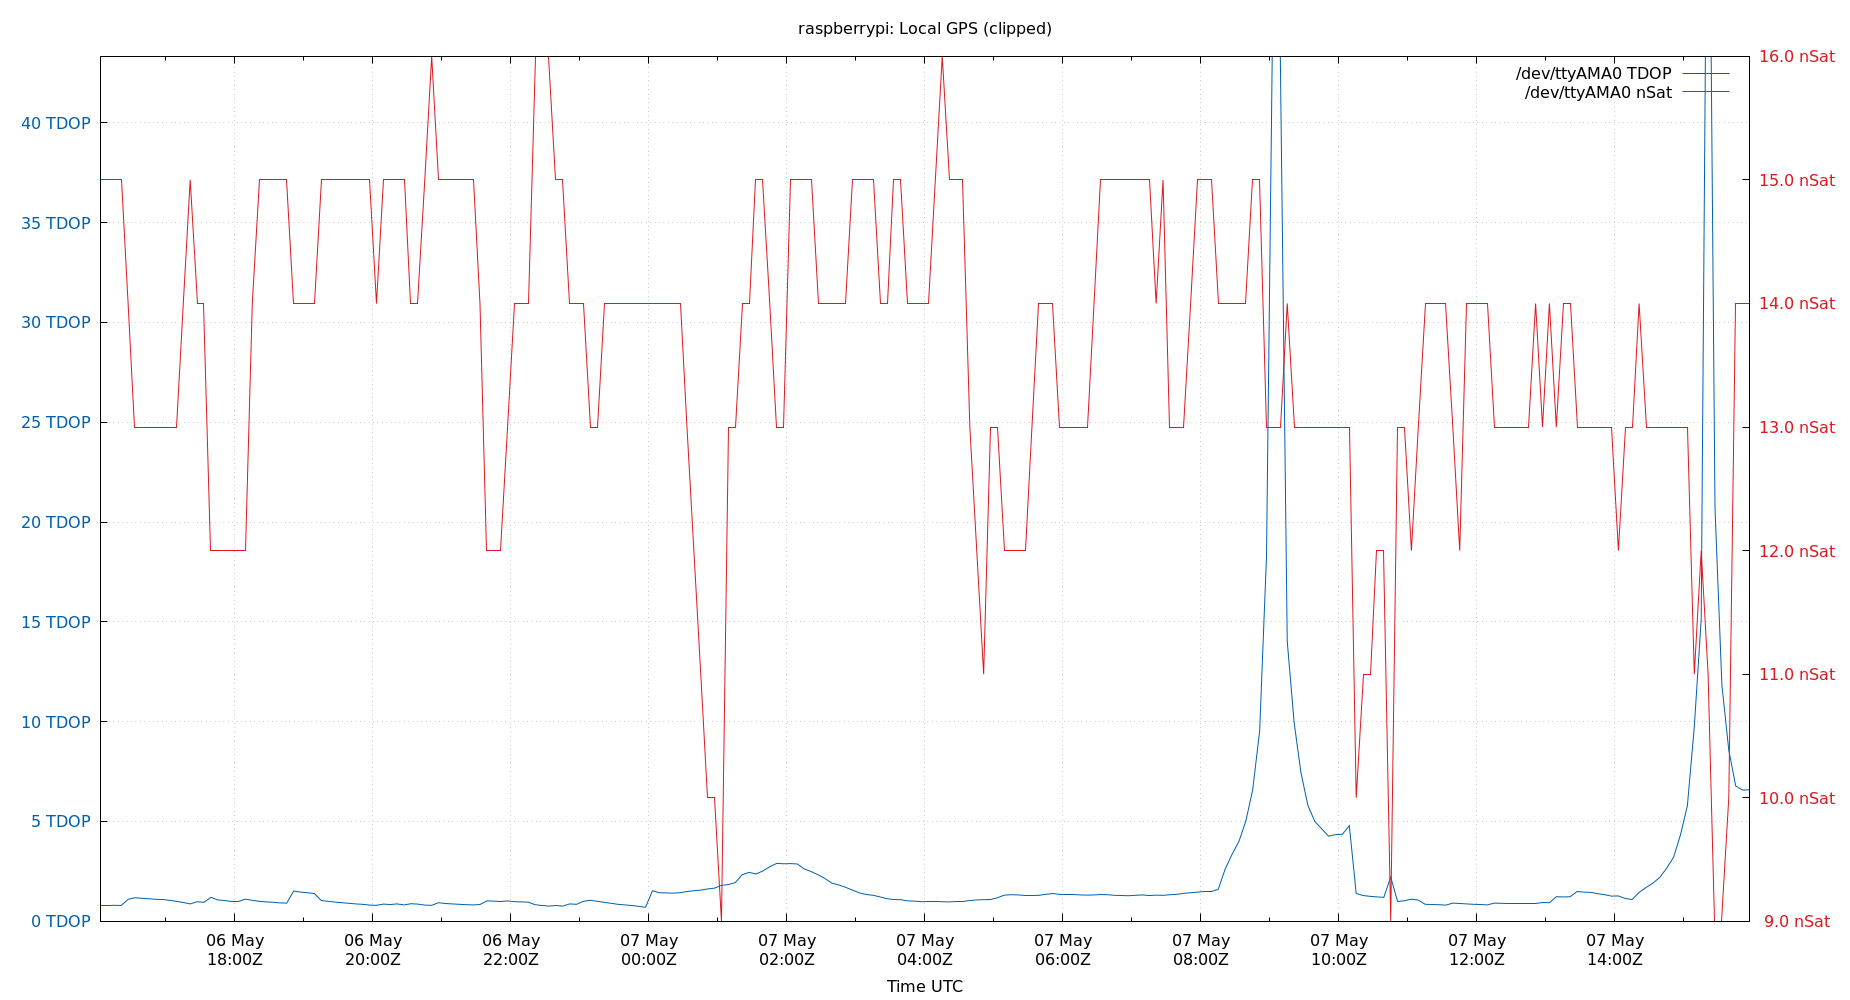 raspberrypi: Local GPS (clipped)
/dev/ttyAMA0 TDOP
/dev/ttyAMA0 nSat
40 TDOP
35 TDOP
30 TDOP
25 TDOP
20 TDOP
15 TDOP
10 TDOP
5 TDOP
0 TDOP
16.0 nSat
15.0 nSat
14.0 nSat
13.0 nSat
12.0 nSat
11.0 nSat
10.0 nSat
9.0 nSat
06 May
18:00Z
06 May
20:00Z
06 May
22:00Z
07 May
00:00Z
07 May
02:00Z
07 May
04:00Z
07 May
06:00Z
07 May
08:00Z
07 May
10:00Z
07 May
12:00Z
07 May
14:00Z
Time UTC